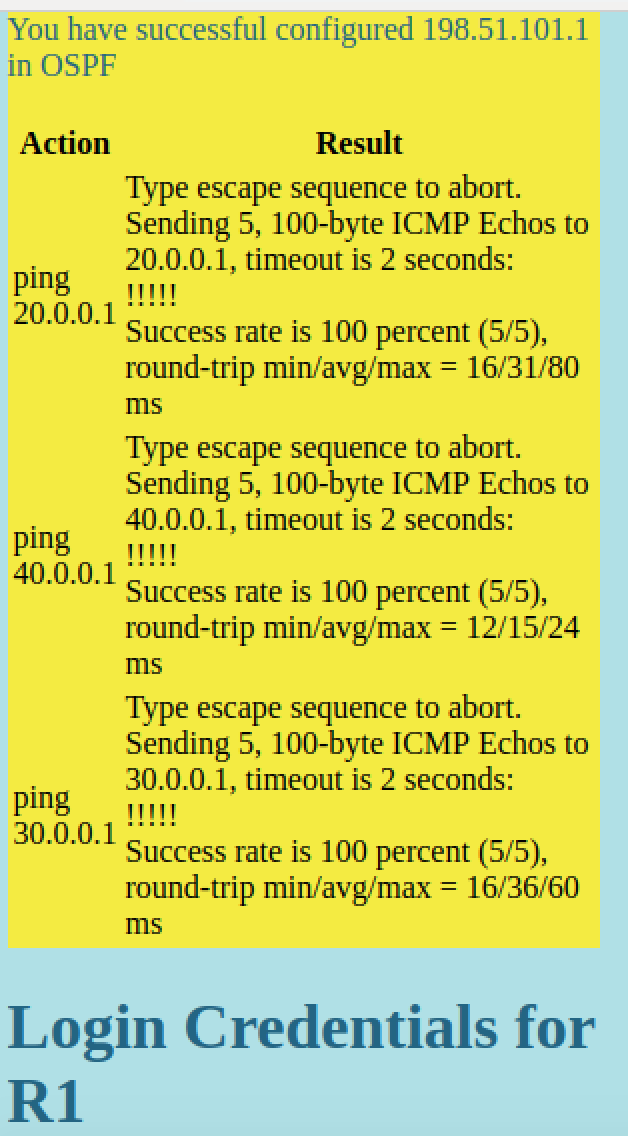 You have successful configured 198.51.101.1
in OSPF
Action Result
ping
20.0.0.1
Type escape sequence to abort.
Sending 5, 100-byte ICMP Echos to
20.0.0.1, timeout is 2 seconds:
!!!!!
Success rate is 100 percent (5/5),
round-trip min/avg/max = 16/31/80
ms
ping
40.0.0.1
Type escape sequence to abort.
Sending 5, 100-byte ICMP Echos to
40.0.0.1, timeout is 2 seconds:
!!!!!
Success rate is 100 percent (5/5),
round-trip min/avg/max = 12/15/24
ms
ping
30.0.0.1
Type escape sequence to abort.
Sending 5, 100-byte ICMP Echos to
30.0.0.1, timeout is 2 seconds:
!!!!!
Success rate is 100 percent (5/5),
round-trip min/avg/max = 16/36/60
ms
Login Credentials for
R1